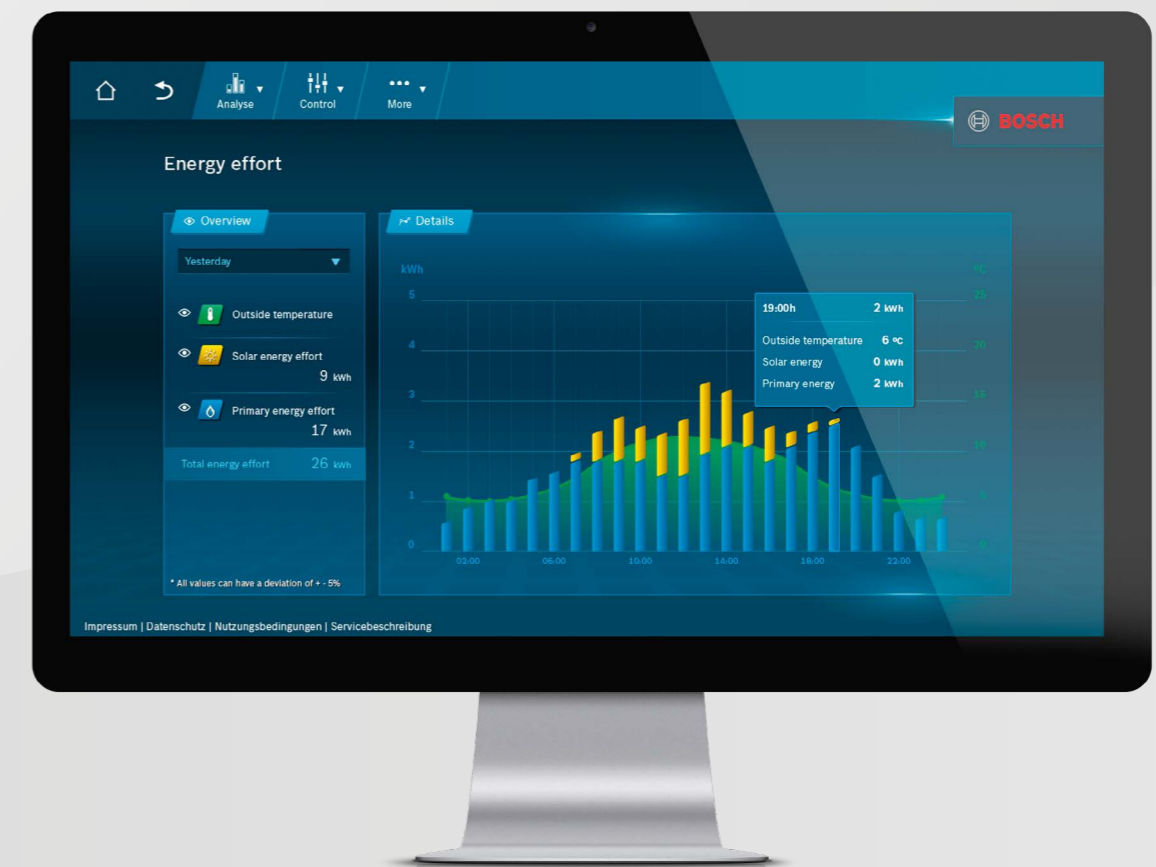 Analyse
Control
More
BOSCH
Energy effort
Overview
Details
Yesterday
Outside temperature
Solar energy effort
9 kWh
Primary energy effort
17 kWh
Total energy effort 26 kWh
* All values can have a deviation of + - 5%
kWh
5
4
3
2
1
0
ºC
25
20
15
10
5
0
19:00h 2 kWh
Outside temperature 6 ºC
Solar energy 0 kWh
Primary energy 2 kWh
02:00 06:00 10:00 14:00 18:00 22:00
Impressum | Datenschutz | Nutzungsbedingungen | Servicebeschreibung